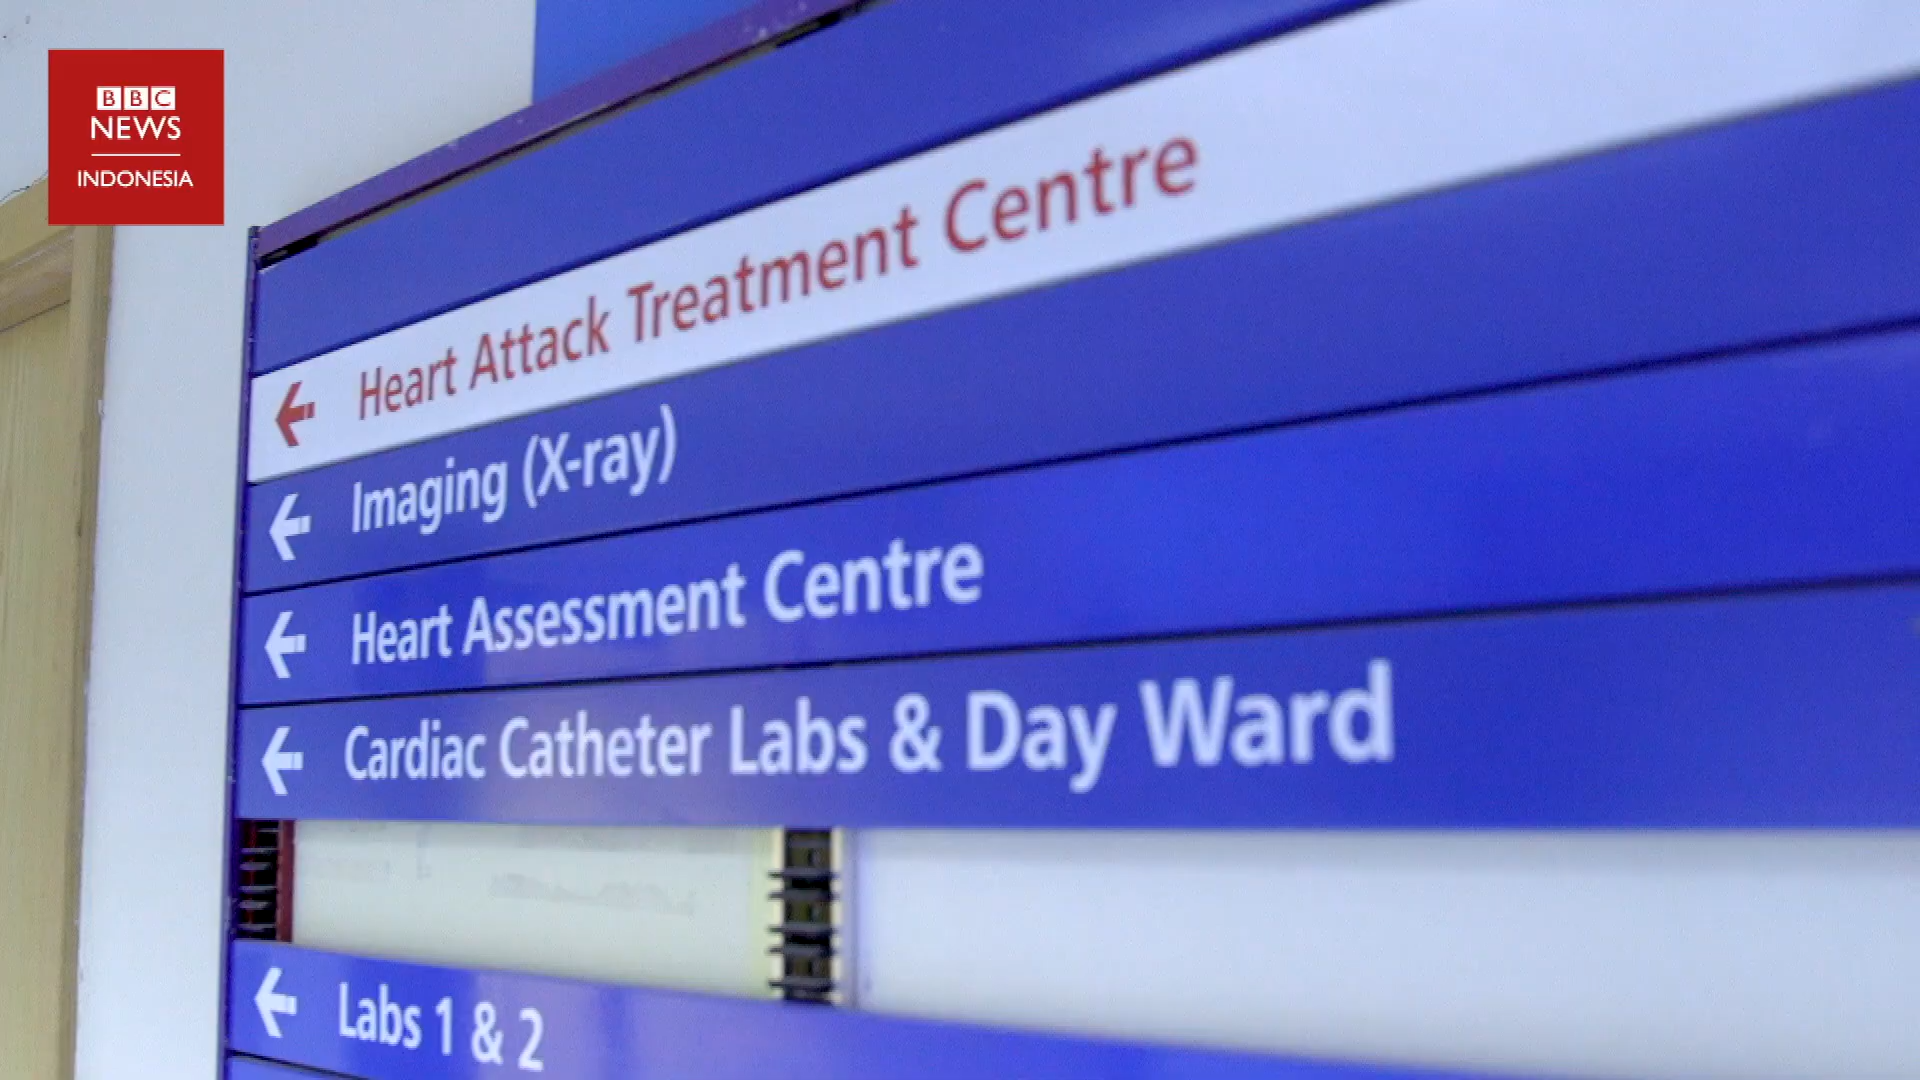 BBC
NEWS
INDONESIA
Heart Attack Treatment Centre
Imaging (X-ray)
Heart Assessment Centre
Cardiac Catheter Labs & Day Ward
Labs 1 & 2